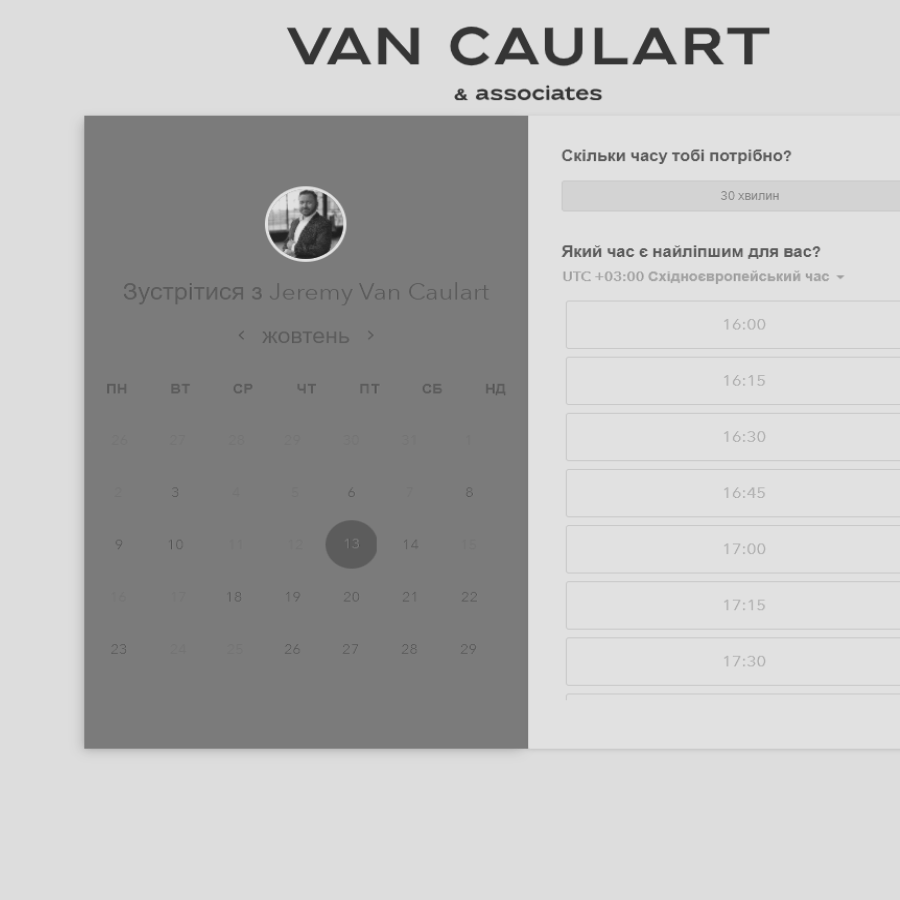 VAN CAULART
& associates
Зустрітися з Jeremy Van Caulart
‹ жовтень ›
ПН ВТ СР ЧТ ПТ СБ НД
26 27 28 29 30 31 1
2 3 4 5 6 7 8
9 10 11 12 13 14 15
16 17 18 19 20 21 22
23 24 25 26 27 28 29
Скільки часу тобі потрібно?
30 хвилин
Який час є найліпшим для вас?
UTC +03:00 Східноєвропейський час
16:00
16:15
16:30
16:45
17:00
17:15
17:30